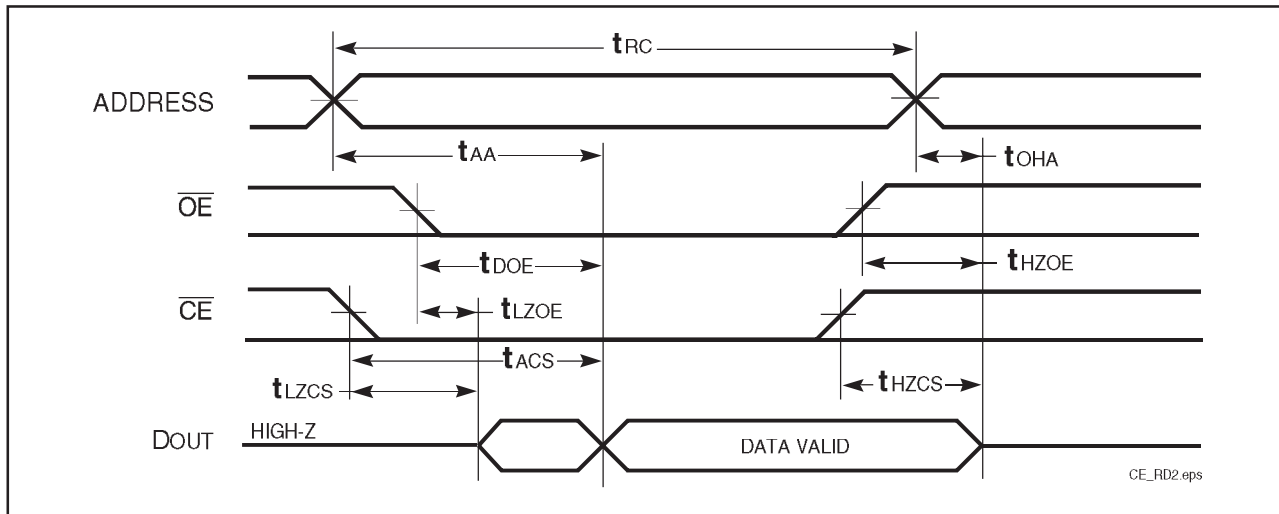 tRC
ADDRESS
tAA
tOHA
OE
tDOE
tHZOE
CE
tLZOE
tACS
tLZCS
tHZCS
DOUT
HIGH-Z
DATA VALID
CE_RD2.eps